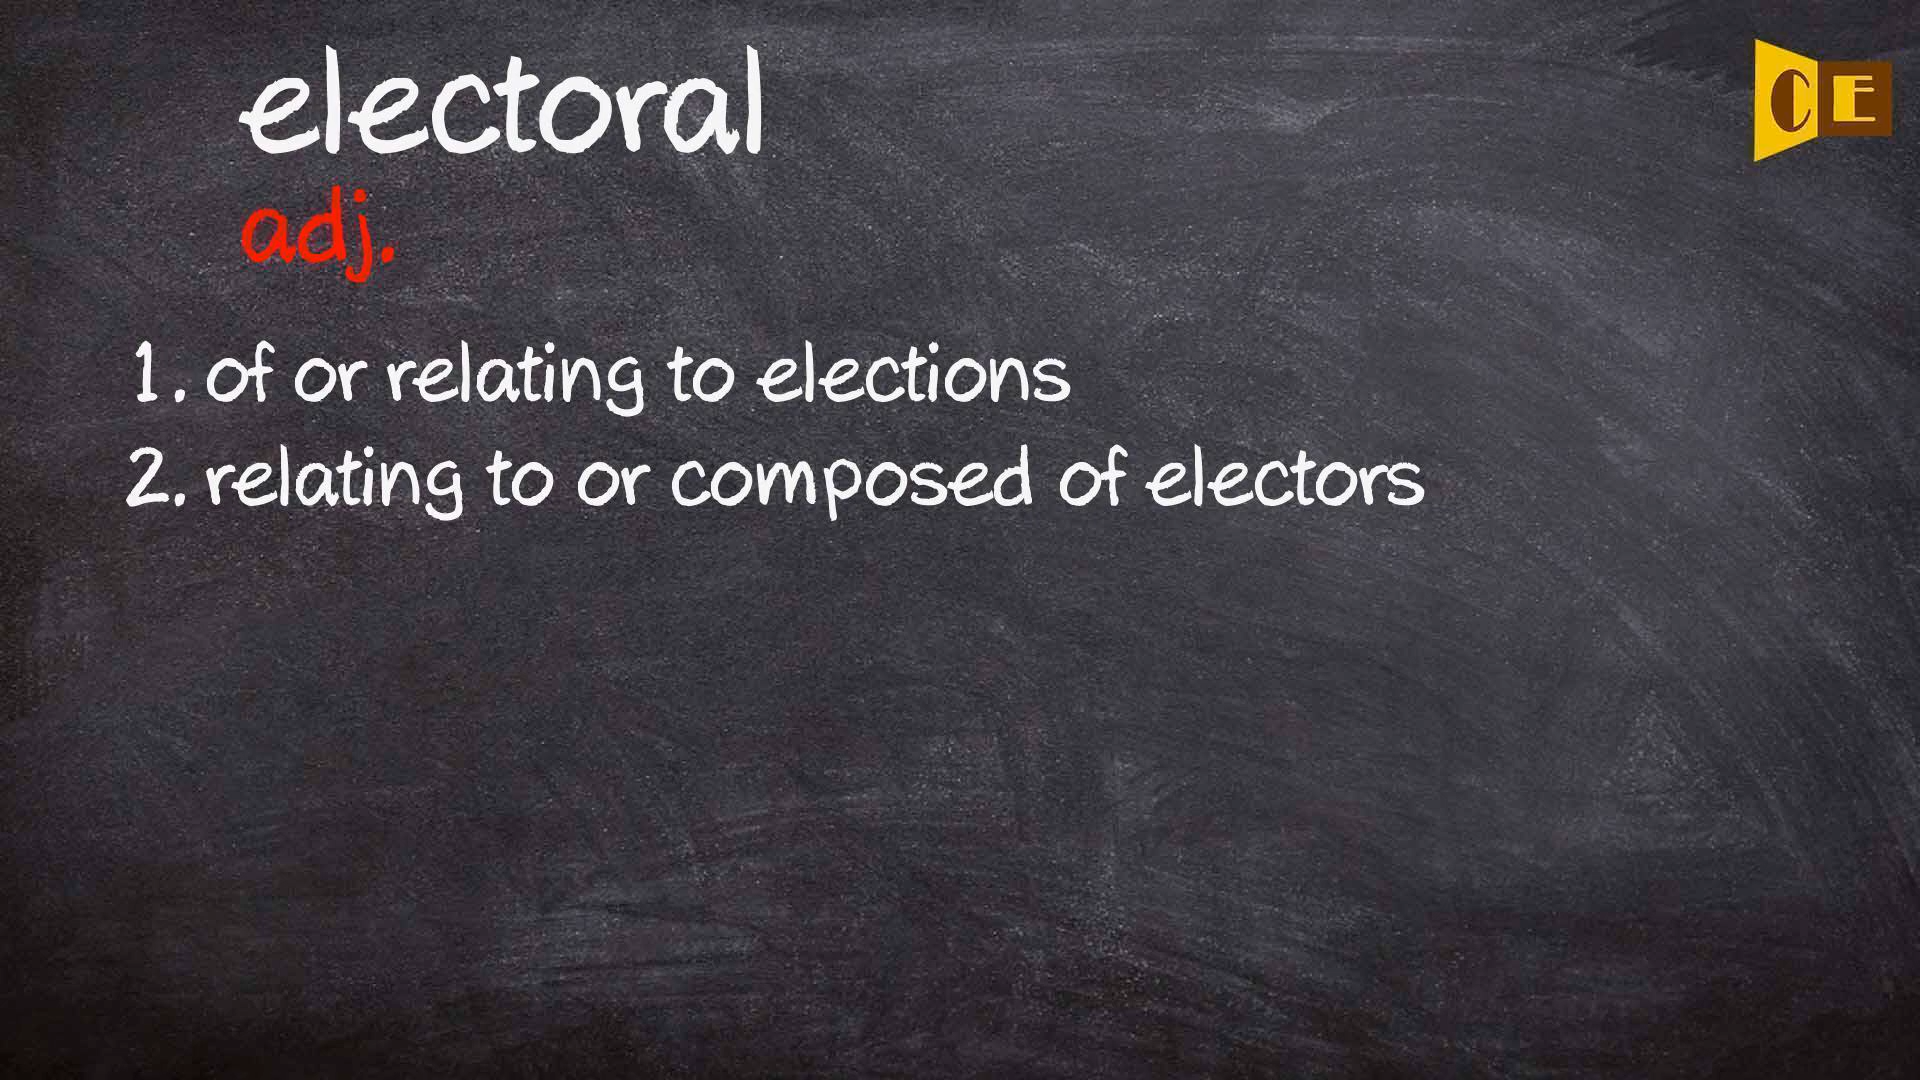 electoral
CE
adj.
1. of or relating to elections
2. relating to or composed of electors